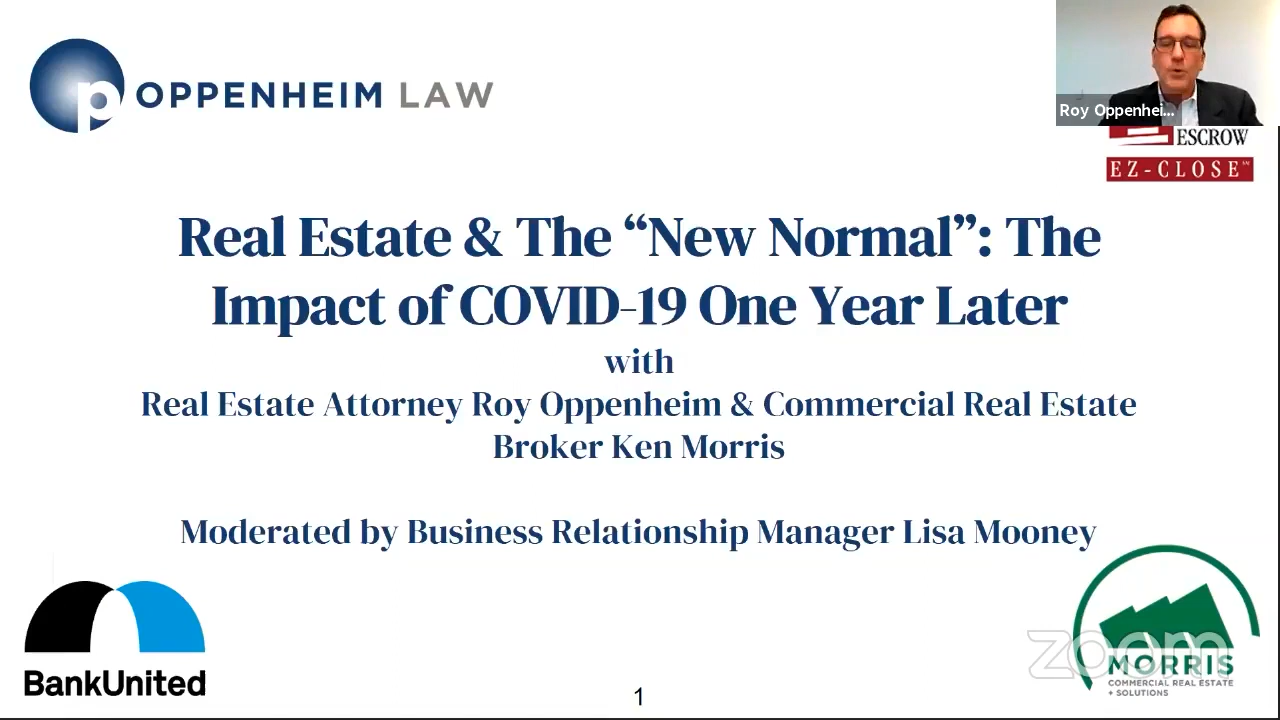 OPPENHEIM LAW
Roy Oppenhei...
ESCROW
EZ-CLOSE℠
Real Estate & The “New Normal”: The
Impact of COVID-19 One Year Later
with
Real Estate Attorney Roy Oppenheim & Commercial Real Estate
Broker Ken Morris
Moderated by Business Relationship Manager Lisa Mooney
BankUnited
1
zoom
MORRIS
COMMERCIAL REAL ESTATE
+ SOLUTIONS